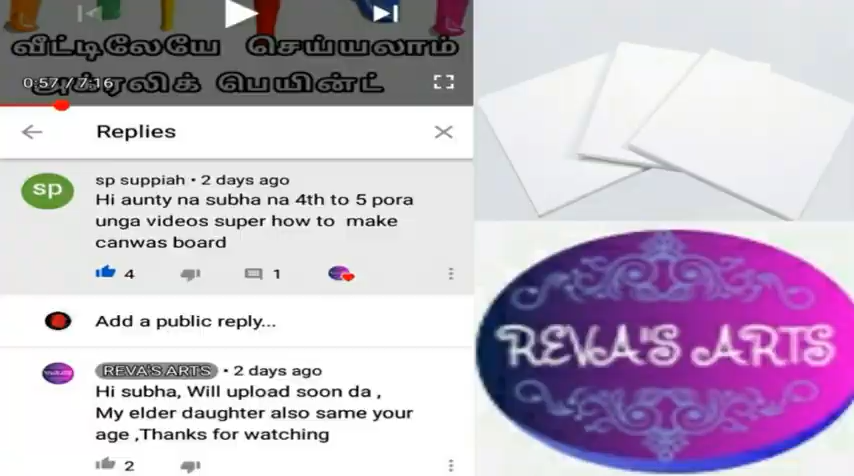 வீட்டிலேயே செய்யலாம்
அக்ரலிக் பெயின்ட்
0:57 / 7:16
Replies
sp
sp suppiah • 2 days ago
Hi aunty na subha na 4th to 5 pora
unga videos super how to make
canwas board
4
1
Add a public reply...
REVA'S ARTS • 2 days ago
Hi subha, Will upload soon da ,
My elder daughter also same your
age ,Thanks for watching
2
REVA'S ARTS